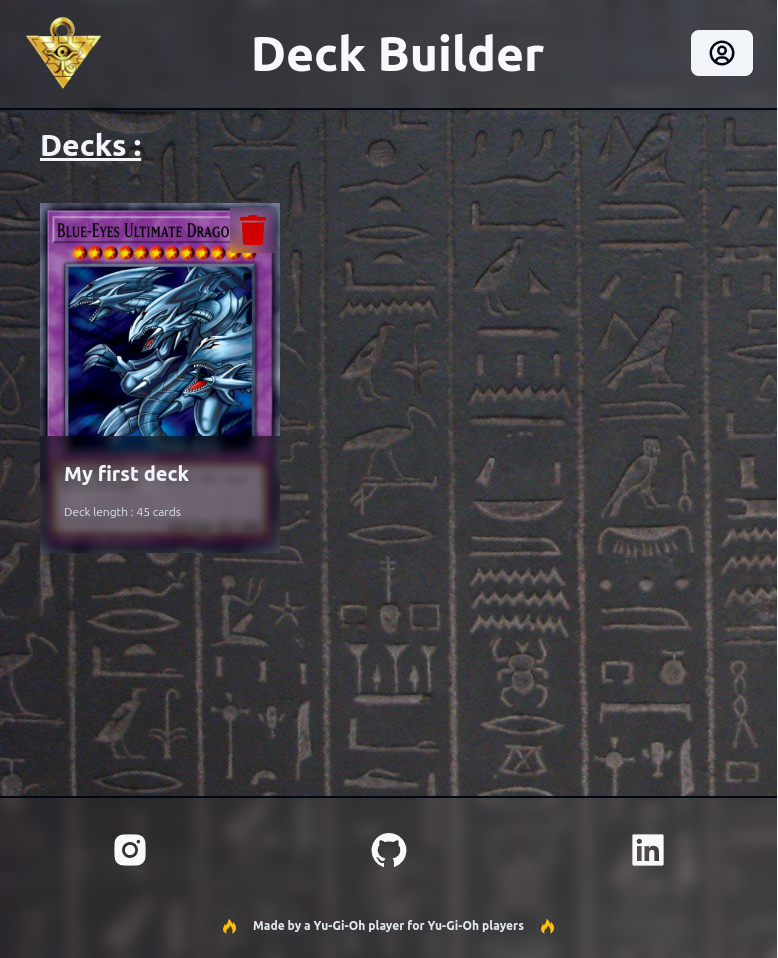 Deck Builder
Decks :
Blue-Eyes Ultimate Drago
My first deck
Deck length : 45 cards
Made by a Yu-Gi-Oh player for Yu-Gi-Oh players